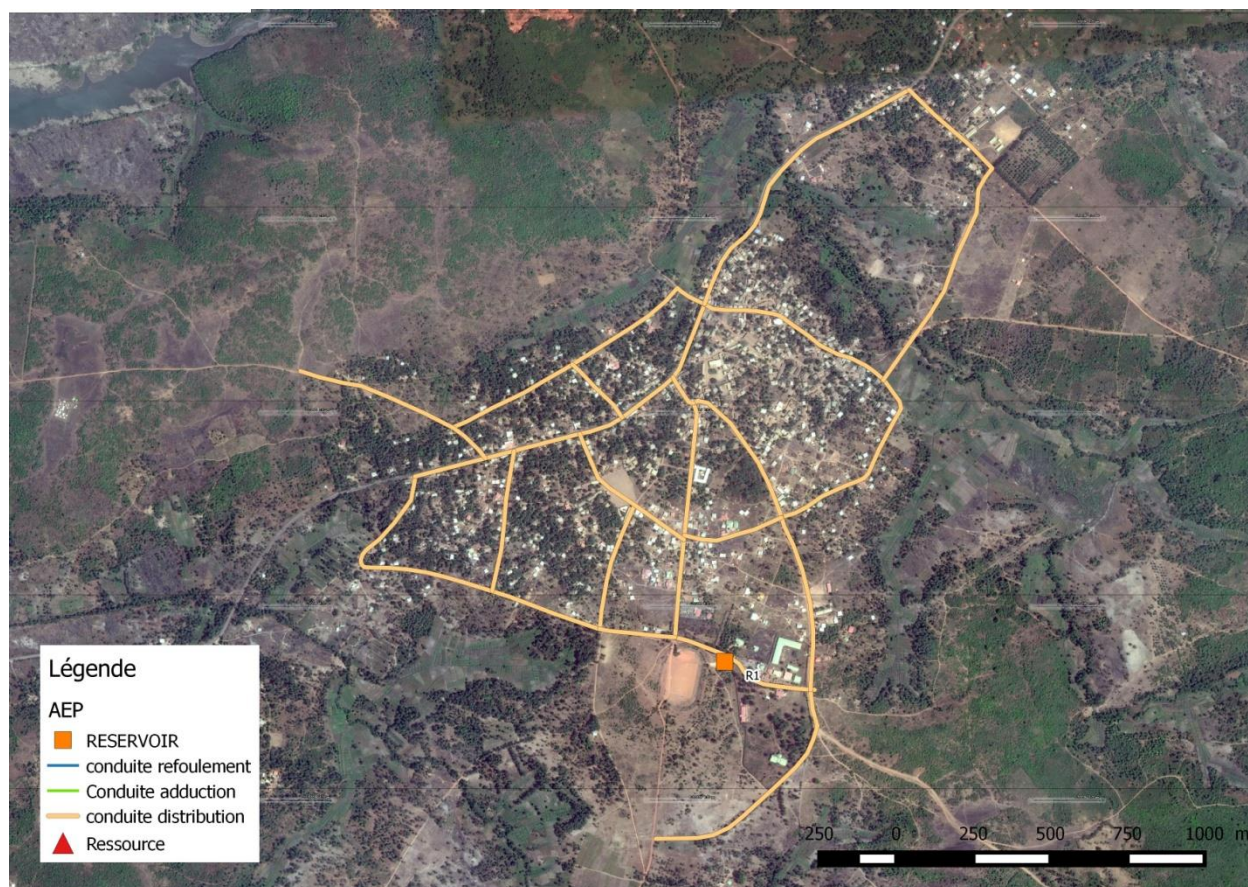 R1
Légende
AEP
RESERVOIR
conduite refoulement
Conduite adduction
conduite distribution
Ressource
250 0 250 500 750 1000 m